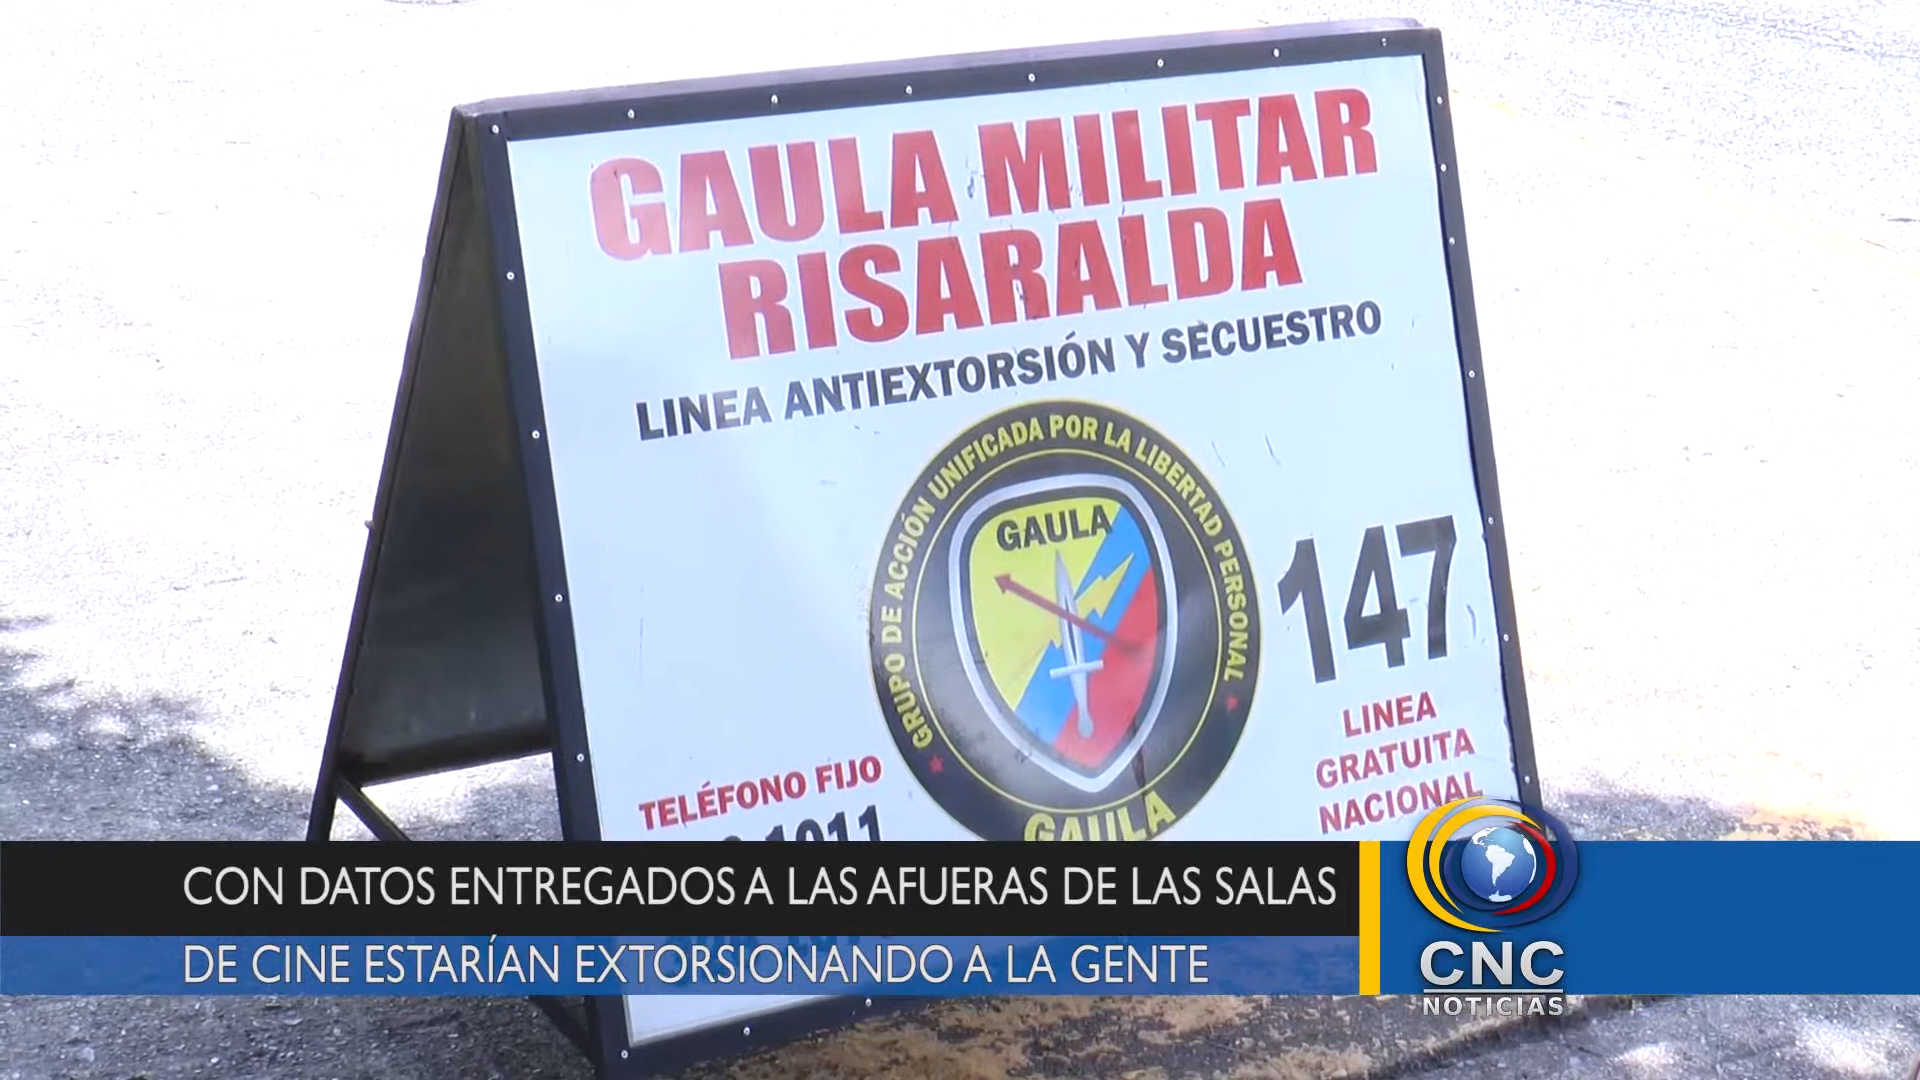 GAULA MILITAR
RISARALDA
LINEA ANTIEXTORSIÓN Y SECUESTRO
GRUPO DE ACCIÓN UNIFICADA POR LA LIBERTAD PERSONAL
GAULA
GAULA
147
LINEA
GRATUITA
NACIONAL
TELÉFONO FIJO
1011
CON DATOS ENTREGADOS A LAS AFUERAS DE LAS SALAS
DE CINE ESTARÍAN EXTORSIONANDO A LA GENTE
CNC
NOTICIAS